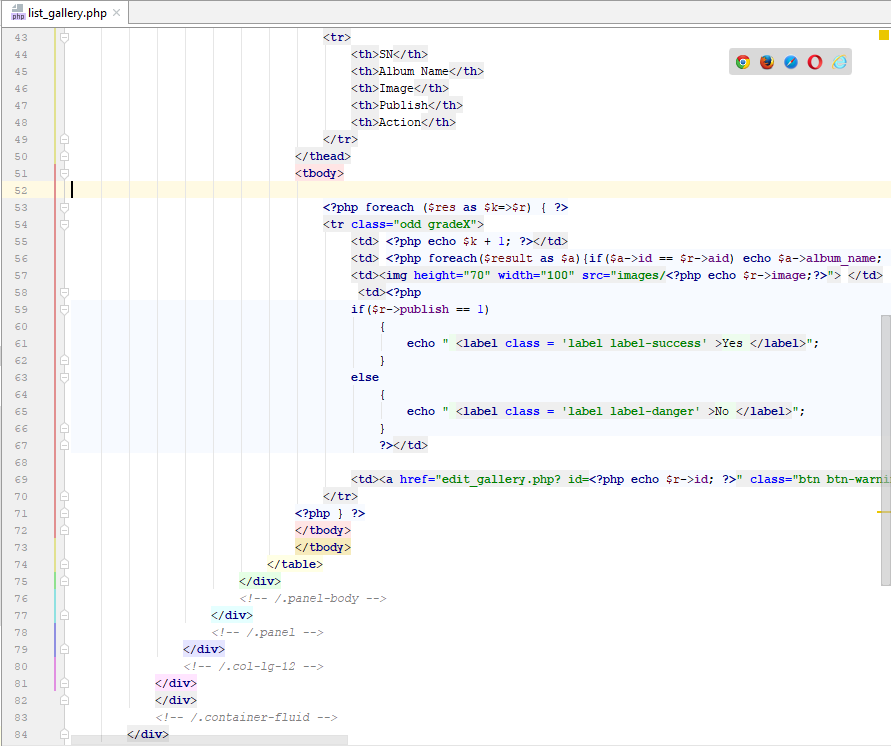 php list_gallery.php
43 <tr>
44 <th>SN</th>
45 <th>Album Name</th>
46 <th>Image</th>
47 <th>Publish</th>
48 <th>Action</th>
49 </tr>
50 </thead>
51 <tbody>
52
53 <?php foreach ($res as $k=>$r) { ?>
54 <tr class="odd gradeX">
55 <td> <?php echo $k + 1; ?></td>
56 <td> <?php foreach($result as $a){if($a->id == $r->aid) echo $a->album_name;
57 <td><img height="70" width="100" src="images/<?php echo $r->image;?>"> </td>
58 <td><?php
59 if($r->publish == 1)
60 {
61 echo " <label class = 'label label-success' >Yes </label>";
62 }
63 else
64 {
65 echo " <label class = 'label label-danger' >No </label>";
66 }
67 ?></td>
68
69 <td><a href="edit_gallery.php? id=<?php echo $r->id; ?>" class="btn btn-warni
70 </tr>
71 <?php } ?>
72 </tbody>
73 </tbody>
74 </table>
75 </div>
76 <!-- /.panel-body -->
77 </div>
78 <!-- /.panel -->
79 </div>
80 <!-- /.col-lg-12 -->
81 </div>
82 </div>
83 <!-- /.container-fluid -->
84 </div>